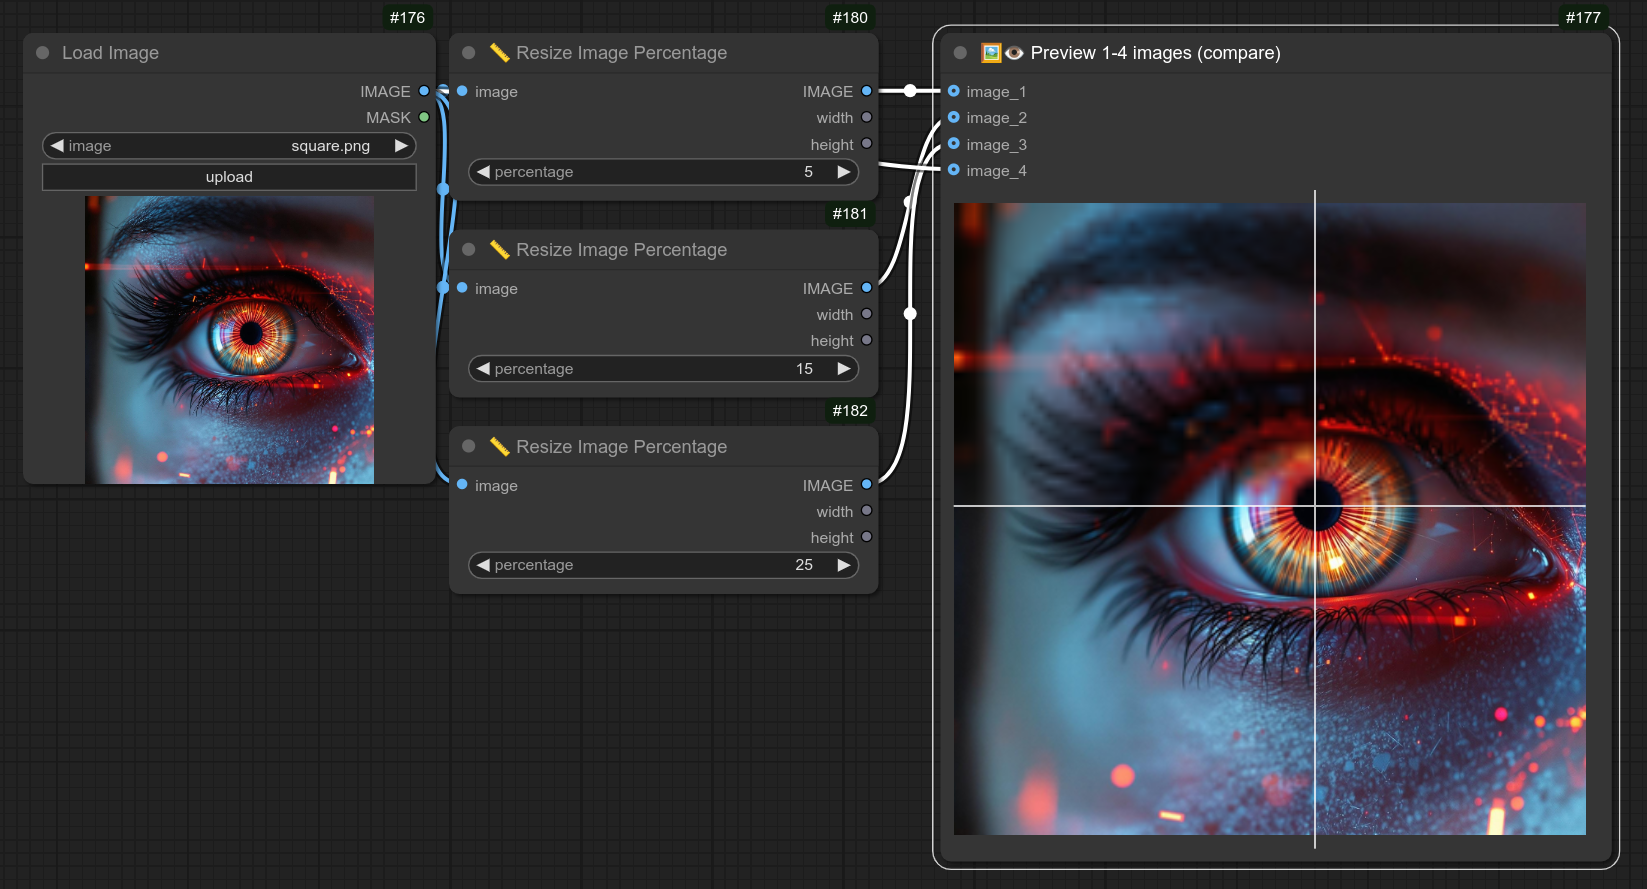 #176
Load Image
IMAGE
MASK
image square.png
upload
#180
Resize Image Percentage
image IMAGE
width
height
percentage 5
#181
Resize Image Percentage
image IMAGE
width
height
percentage 15
#182
Resize Image Percentage
image IMAGE
width
height
percentage 25
#177
Preview 1-4 images (compare)
image_1
image_2
image_3
image_4